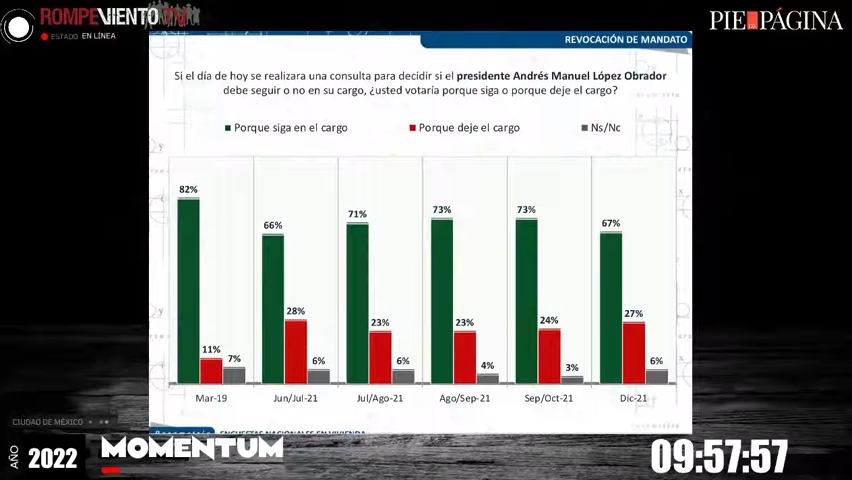 ROMPEVIENTO TV
ESTADO EN LÍNEA
PIE DE PÁGINA
REVOCACIÓN DE MANDATO
Si el día de hoy se realizara una consulta para decidir si el presidente Andrés Manuel López Obrador
debe seguir o no en su cargo, ¿usted votaría porque siga o porque deje el cargo?
Porque siga en el cargo Porque deje el cargo Ns/Nc
82% 11% 7%
66% 28% 6%
71% 23% 6%
73% 23% 4%
73% 24% 3%
67% 27% 6%
Mar-19 Jun/Jul-21 Jul/Ago-21 Ago/Sep-21 Sep/Oct-21 Dic-21
ENCUESTAS NACIONALES EN VIVIENDA
CIUDAD DE MÉXICO
AÑO 2022 MOMENTUM 09:57:57